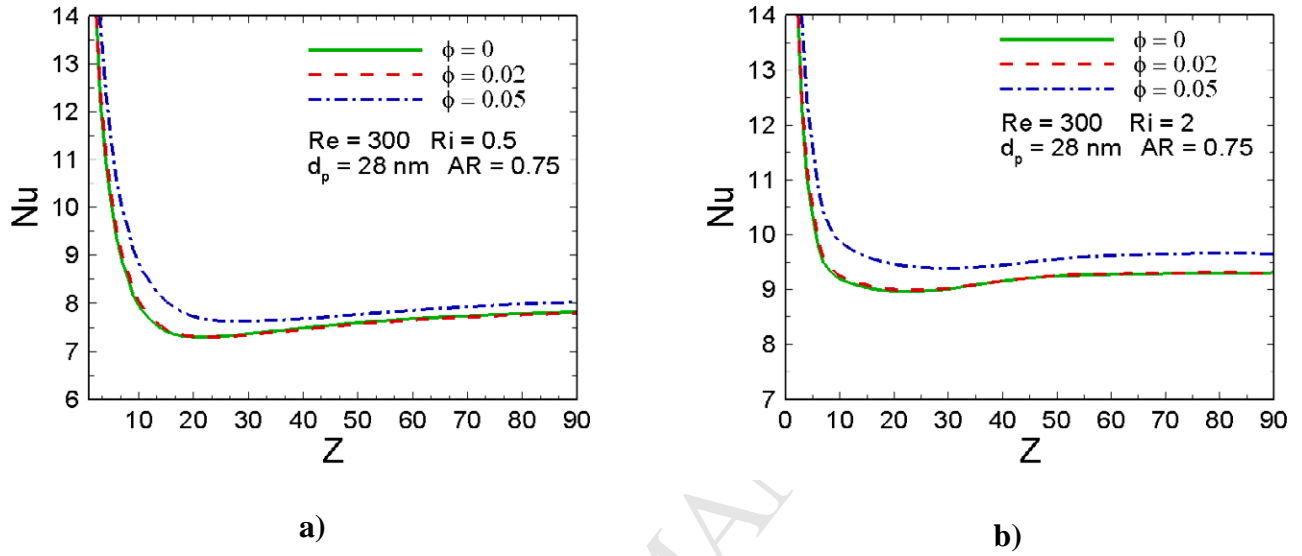 14
13
12
11
10
9
8
7
6
Nu
10 20 30 40 50 60 70 80 90
Z
ϕ = 0
ϕ = 0.02
ϕ = 0.05
Re = 300 Ri = 0.5
dp = 28 nm AR = 0.75
a)
14
13
12
11
10
9
8
7
Nu
0 10 20 30 40 50 60 70 80 90
Z
ϕ = 0
ϕ = 0.02
ϕ = 0.05
Re = 300 Ri = 2
dp = 28 nm AR = 0.75
b)